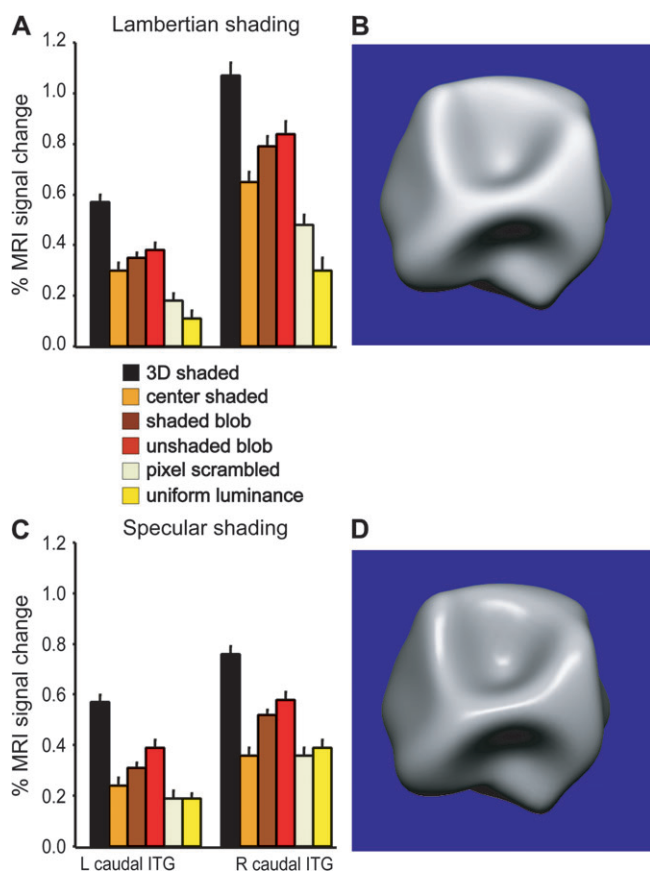 A
Lambertian shading
B
% MRI signal change
1.2
1.0
0.8
0.6
0.4
0.2
0.0
3D shaded
center shaded
shaded blob
unshaded blob
pixel scrambled
uniform luminance
C
Specular shading
D
% MRI signal change
1.2
1.0
0.8
0.6
0.4
0.2
0.0
L caudal ITG
R caudal ITG